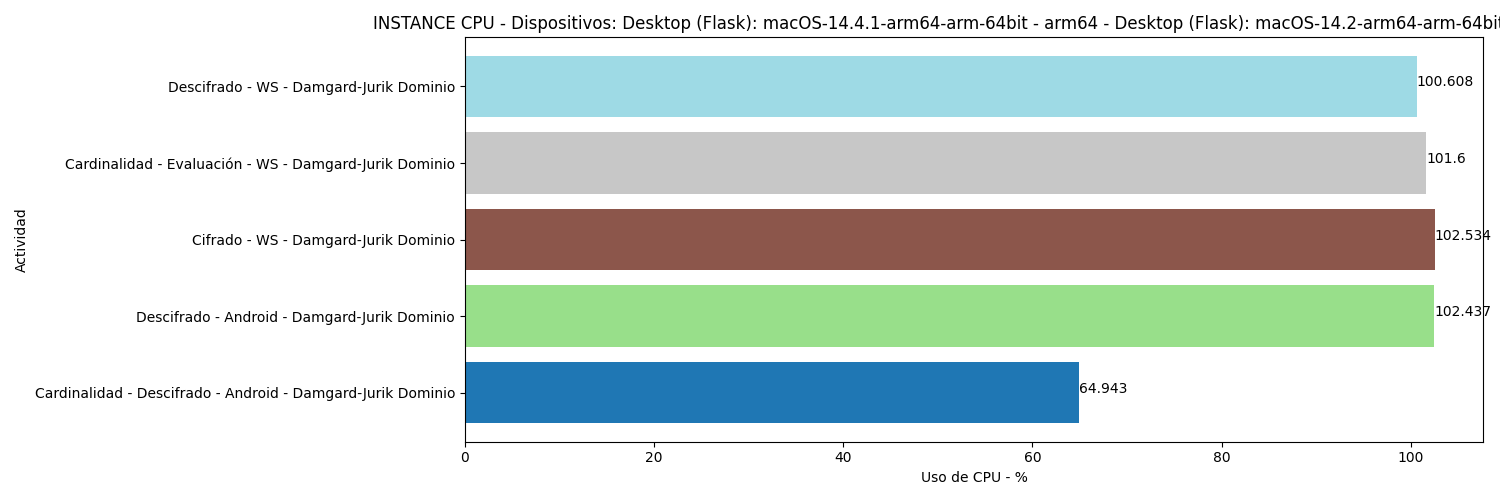 INSTANCE CPU - Dispositivos: Desktop (Flask): macOS-14.4.1-arm64-arm-64bit - arm64 - Desktop (Flask): macOS-14.2-arm64-arm-64bit
Descifrado - WS - Damgard-Jurik Dominio
100.608
Cardinalidad - Evaluación - WS - Damgard-Jurik Dominio
101.6
Cifrado - WS - Damgard-Jurik Dominio
102.534
Descifrado - Android - Damgard-Jurik Dominio
102.437
Cardinalidad - Descifrado - Android - Damgard-Jurik Dominio
64.943
Actividad
0 20 40 60 80 100
Uso de CPU - %